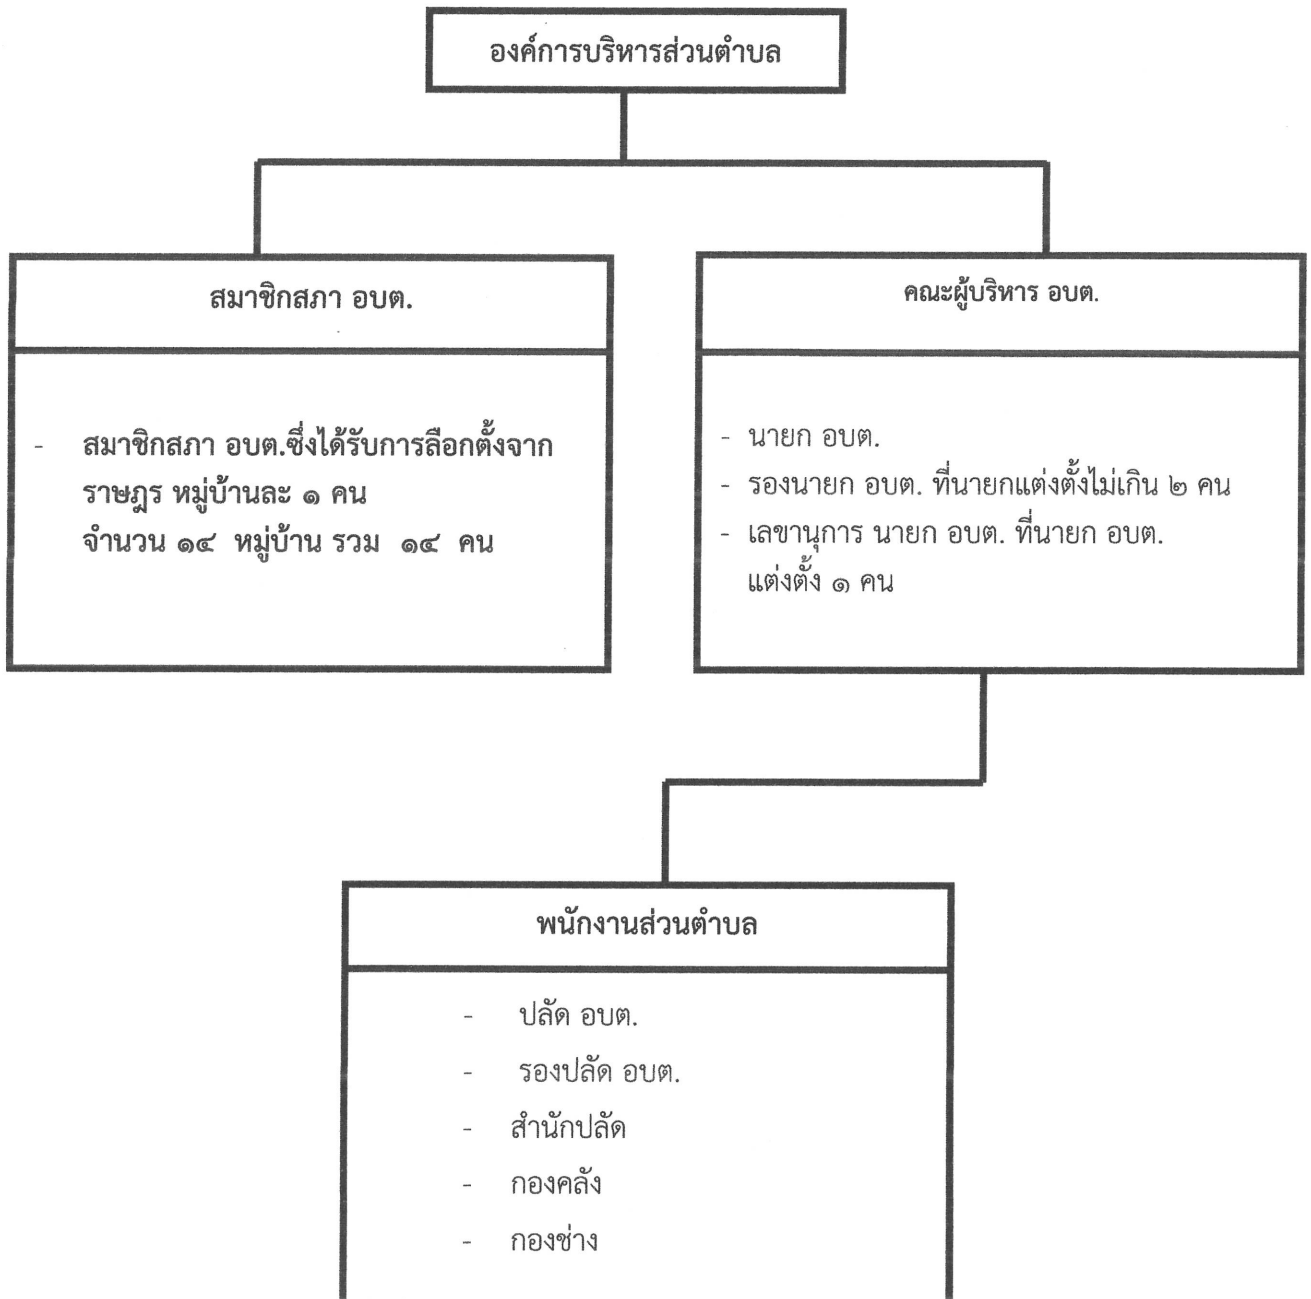 องค์การบริหารส่วนตำบล
สมาชิกสภา อบต.
- สมาชิกสภา อบต.ซึ่งได้รับการลือกตั้งจาก
ราษฎร หมู่บ้านละ ๑ คน
จำนวน ๑๔ หมู่บ้าน รวม ๑๔ คน
คณะผู้บริหาร อบต.
- นายก อบต.
- รองนายก อบต. ที่นายกแต่งตั้งไม่เกิน ๒ คน
- เลขานุการ นายก อบต. ที่นายก อบต.
แต่งตั้ง ๑ คน
พนักงานส่วนตำบล
- ปลัด อบต.
- รองปลัด อบต.
- สำนักปลัด
- กองคลัง
- กองช่าง